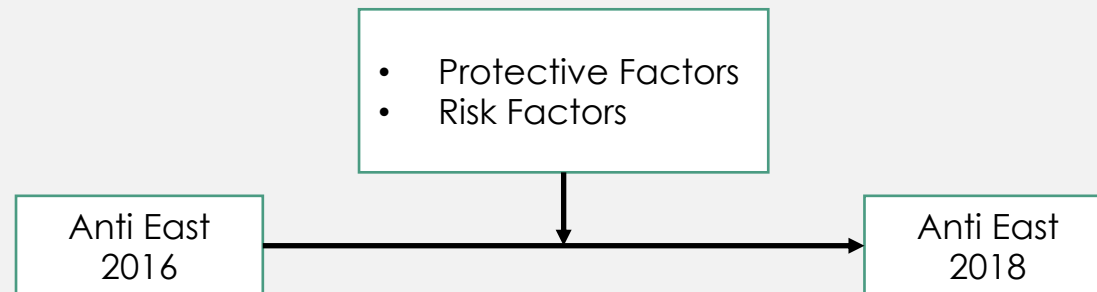 • Protective Factors
• Risk Factors
Anti East
2016
Anti East
2018